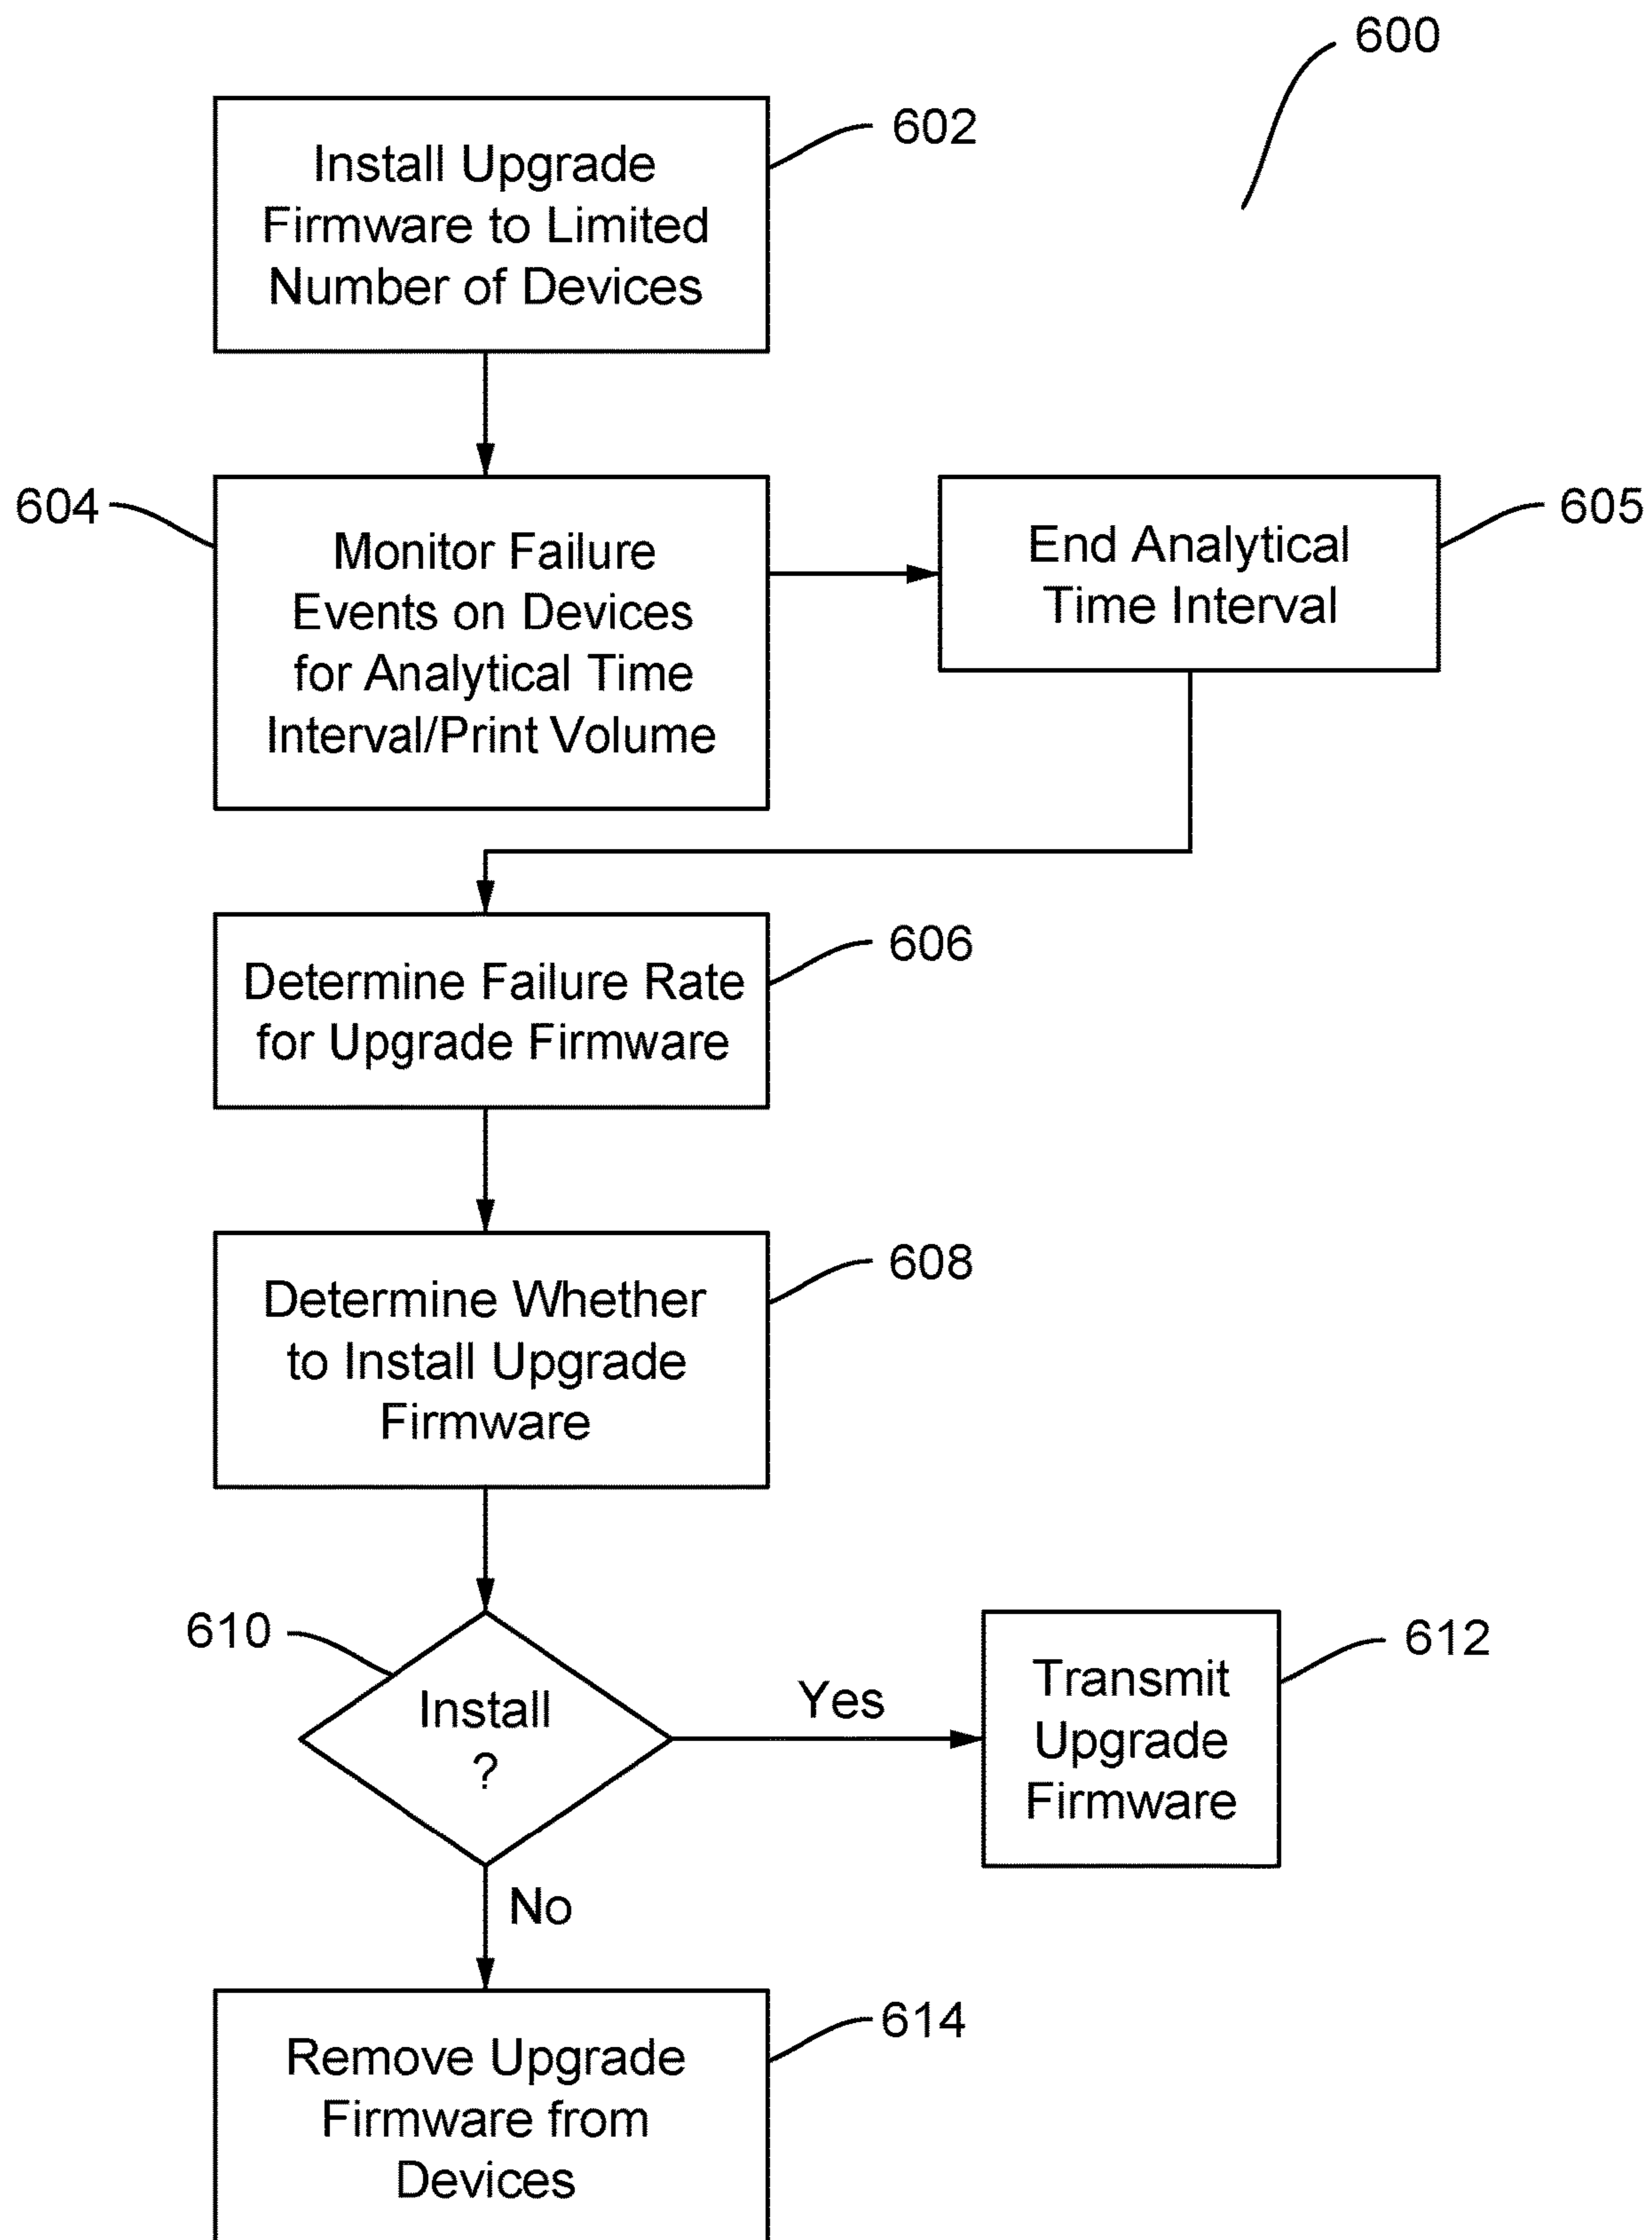 600
602
Install Upgrade
Firmware to Limited
Number of Devices
604
Monitor Failure
Events on Devices
for Analytical Time
Interval/Print Volume
605
End Analytical
Time Interval
606
Determine Failure Rate
for Upgrade Firmware
608
Determine Whether
to Install Upgrade
Firmware
610
Install
?
Yes
612
Transmit
Upgrade
Firmware
No
614
Remove Upgrade
Firmware from
Devices